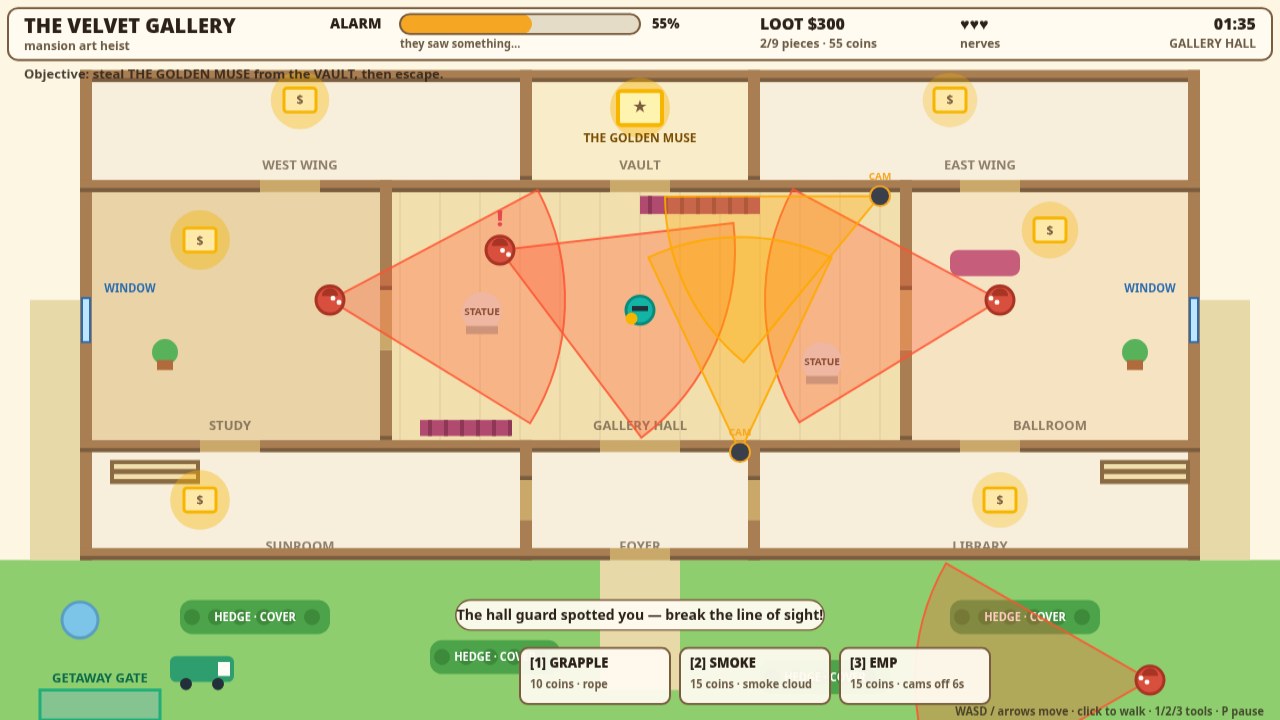 THE VELVET GALLERY
mansion art heist
ALARM
55%
they saw something...
LOOT $300
2/9 pieces · 55 coins
♥♥♥
nerves
01:35
GALLERY HALL
Objective: steal THE GOLDEN MUSE from the VAULT, then escape.
$
★
$
THE GOLDEN MUSE
WEST WING
VAULT
EAST WING
CAM
!
$
$
WINDOW
WINDOW
STATUE
STATUE
STUDY
GALLERY HALL
BALLROOM
CAM
$
$
SUNROOM
FOYER
LIBRARY
HEDGE · COVER
The hall guard spotted you — break the line of sight!
HEDGE · COVER
HEDGE · COV
GETAWAY GATE
[1] GRAPPLE
10 coins · rope
[2] SMOKE
15 coins · smoke cloud
[3] EMP
15 coins · cams off 6s
WASD / arrows move · click to walk · 1/2/3 tools · P pause